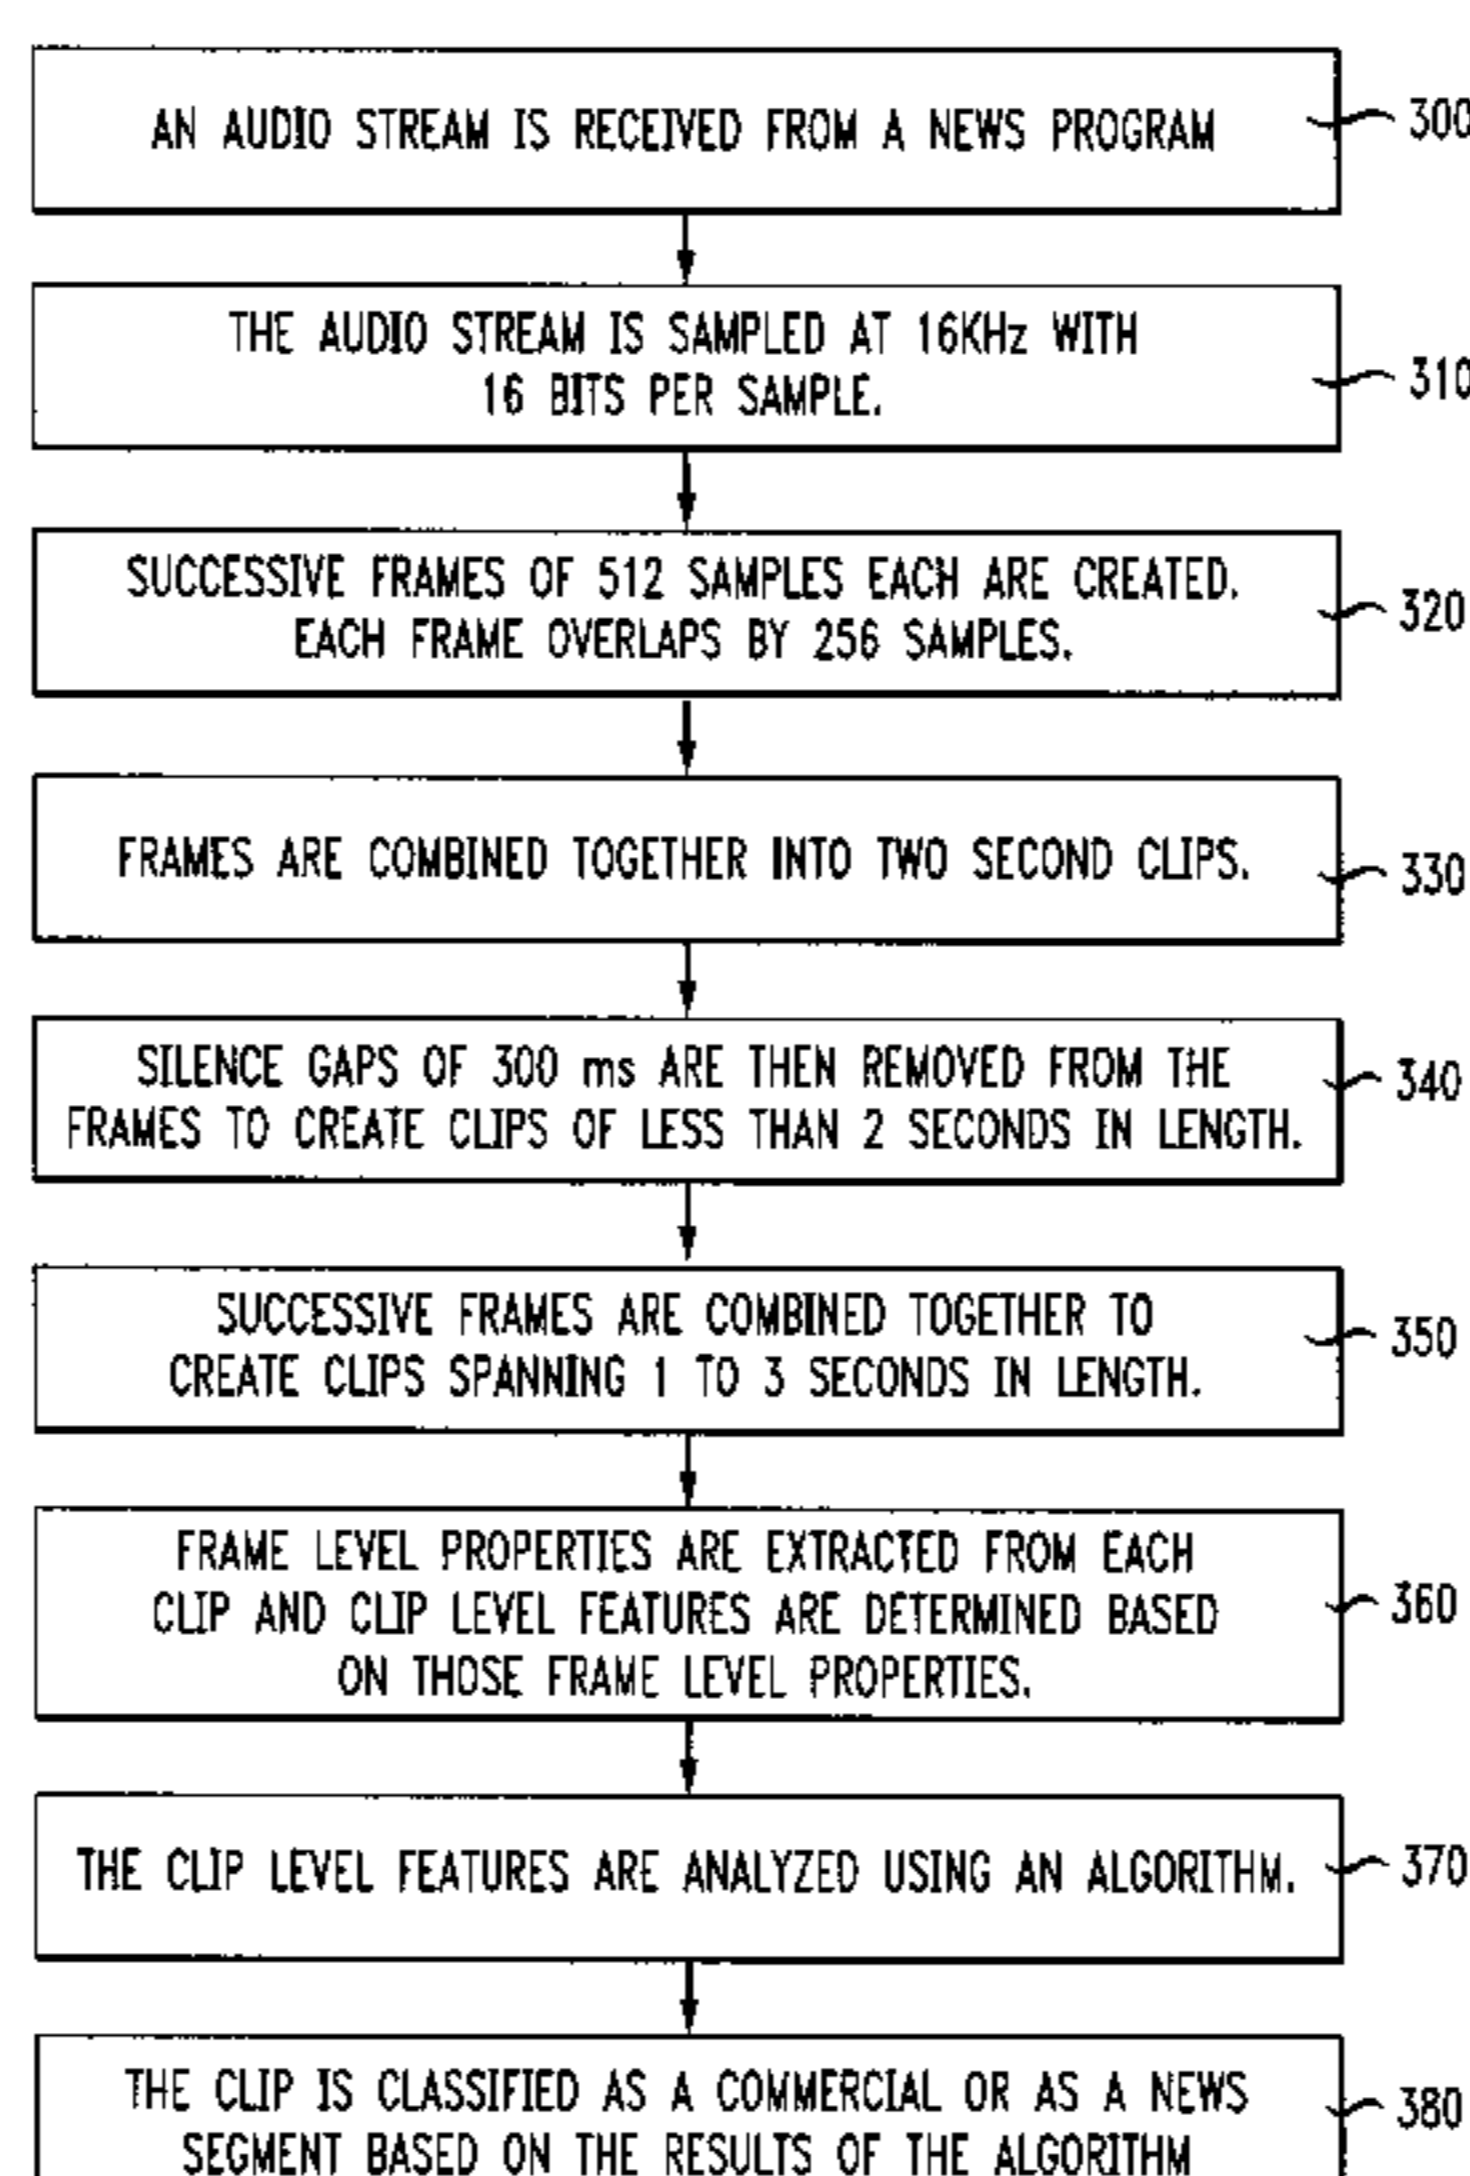 AN AUDIO STREAM IS RECEIVED FROM A NEWS PROGRAM
300
THE AUDIO STREAM IS SAMPLED AT 16KHz WITH
16 BITS PER SAMPLE.
310
SUCCESSIVE FRAMES OF 512 SAMPLES EACH ARE CREATED.
EACH FRAME OVERLAPS BY 256 SAMPLES.
320
FRAMES ARE COMBINED TOGETHER INTO TWO SECOND CLIPS.
330
SILENCE GAPS OF 300 ms ARE THEN REMOVED FROM THE
FRAMES TO CREATE CLIPS OF LESS THAN 2 SECONDS IN LENGTH.
340
SUCCESSIVE FRAMES ARE COMBINED TOGETHER TO
CREATE CLIPS SPANNING 1 TO 3 SECONDS IN LENGTH.
350
FRAME LEVEL PROPERTIES ARE EXTRACTED FROM EACH
CLIP AND CLIP LEVEL FEATURES ARE DETERMINED BASED
ON THOSE FRAME LEVEL PROPERTIES.
360
THE CLIP LEVEL FEATURES ARE ANALYZED USING AN ALGORITHM.
370
THE CLIP IS CLASSIFIED AS A COMMERCIAL OR AS A NEWS
SEGMENT BASED ON THE RESULTS OF THE ALGORITHM
380